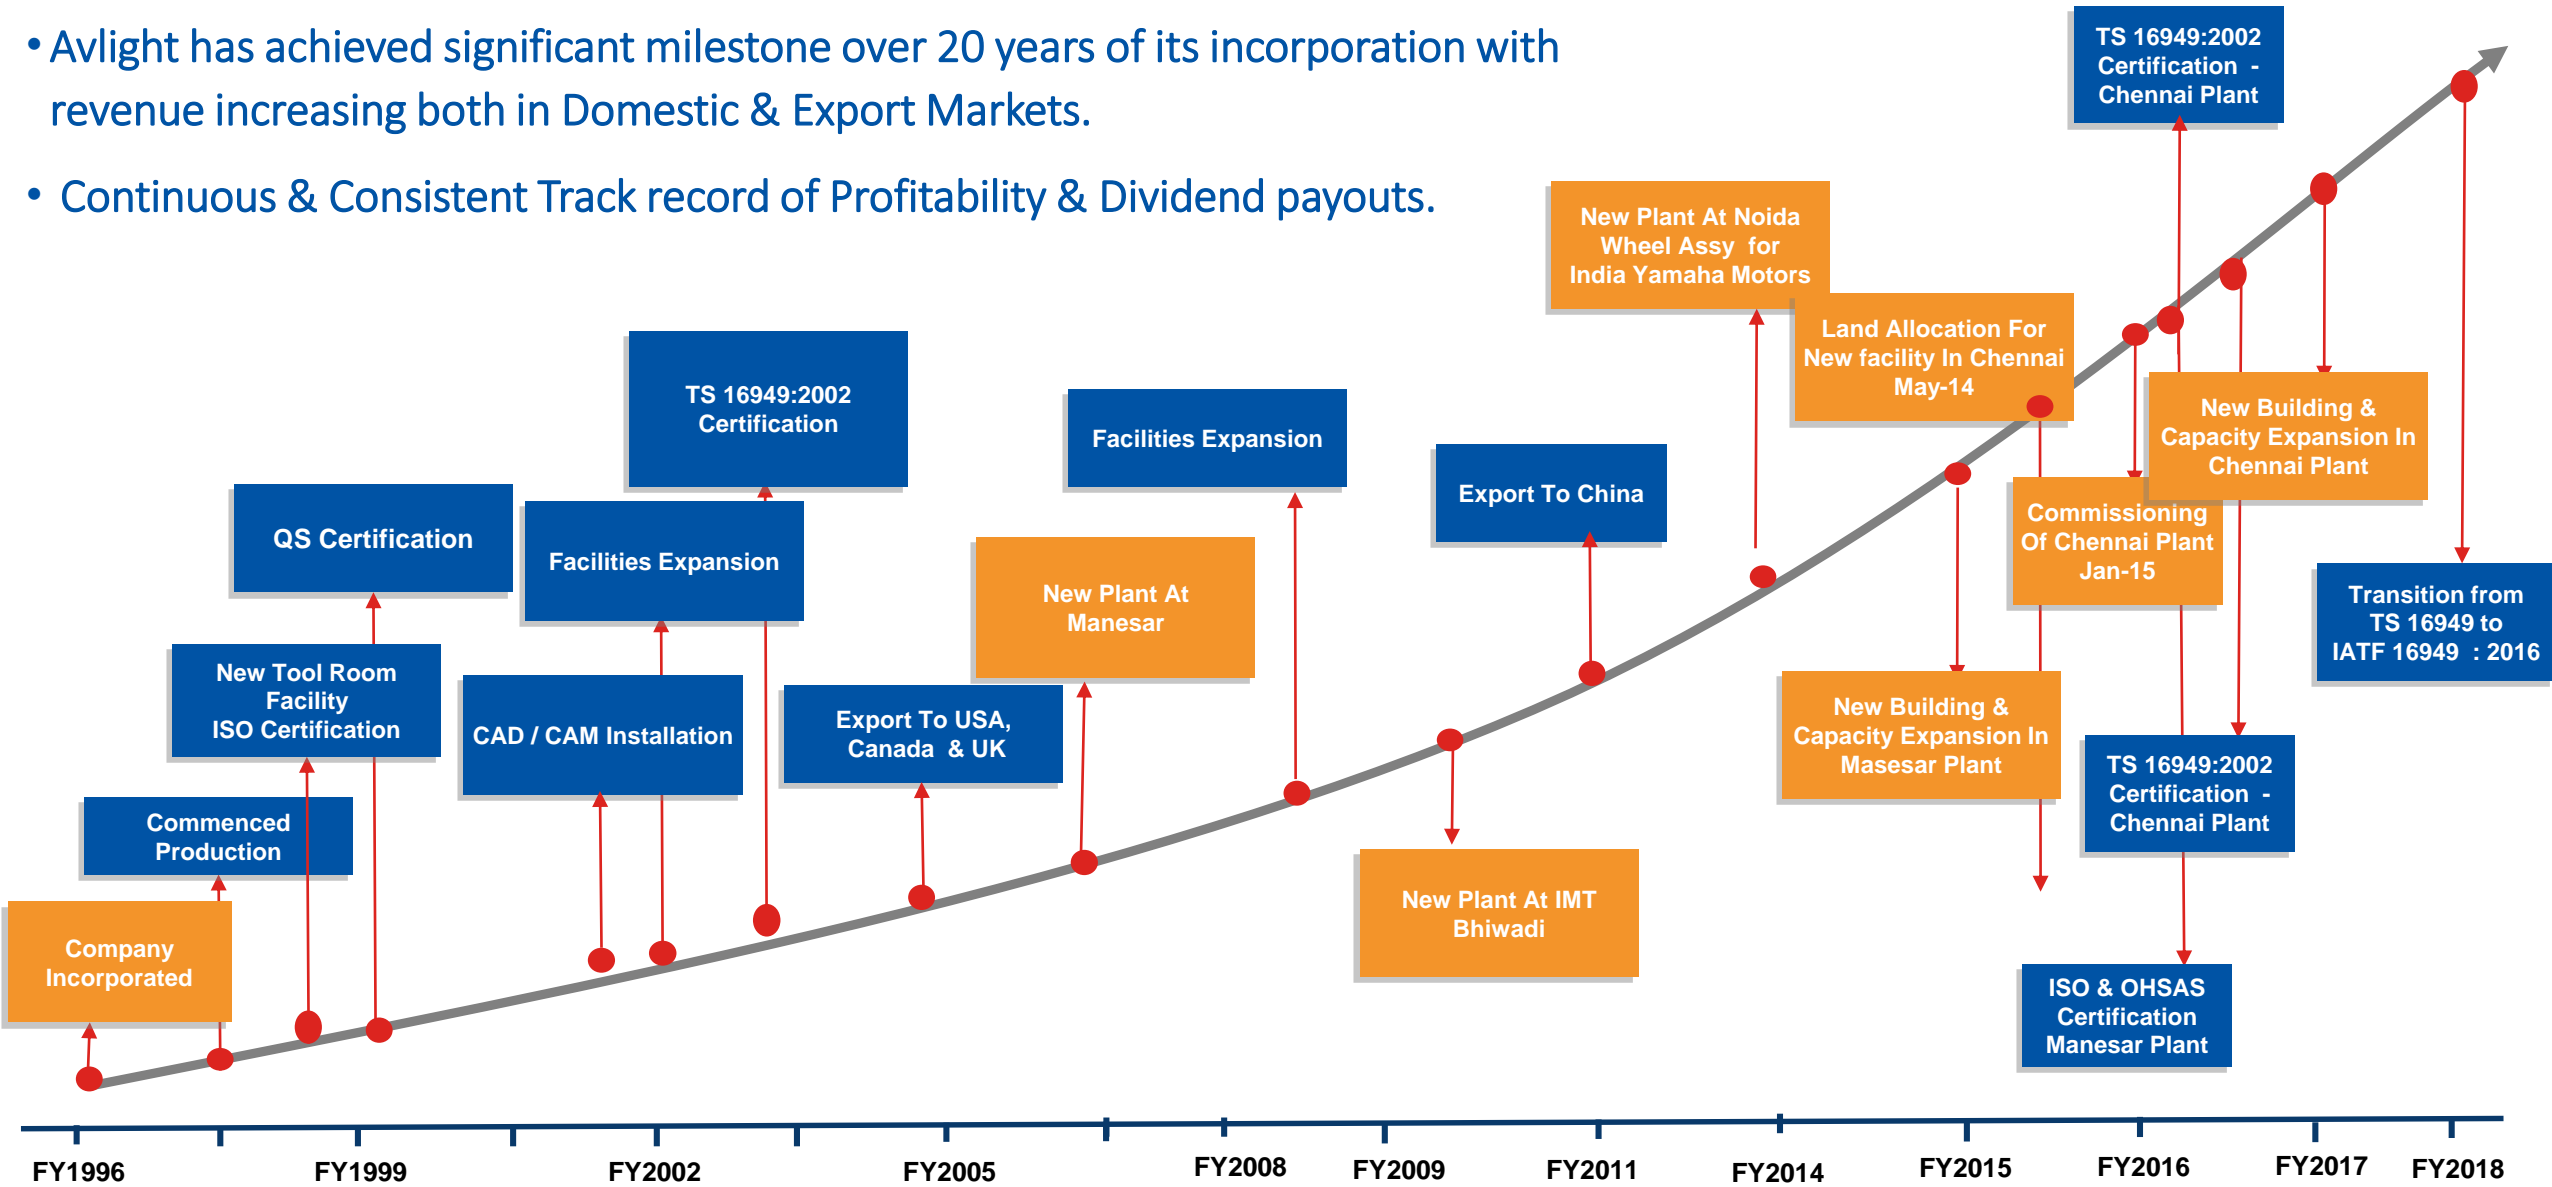 • Avlight has achieved significant milestone over 20 years of its incorporation with
revenue increasing both in Domestic & Export Markets.
• Continuous & Consistent Track record of Profitability & Dividend payouts.
Company
Incorporated
Commenced
Production
New Tool Room
Facility
ISO Certification
QS Certification
CAD / CAM Installation
Facilities Expansion
TS 16949:2002
Certification
Export To USA,
Canada & UK
New Plant At
Manesar
Facilities Expansion
New Plant At IMT
Bhiwadi
Export To China
New Plant At Noida
Wheel Assy for
India Yamaha Motors
New Building &
Capacity Expansion In
Masesar Plant
Land Allocation For
New facility In Chennai
May-14
Commissioning
Of Chennai Plant
Jan-15
TS 16949:2002
Certification -
Chennai Plant
ISO & OHSAS
Certification
Manesar Plant
TS 16949:2002
Certification -
Chennai Plant
New Building &
Capacity Expansion In
Chennai Plant
Transition from
TS 16949 to
IATF 16949 : 2016
FY1996
FY1999
FY2002
FY2005
FY2008
FY2009
FY2011
FY2014
FY2015
FY2016
FY2017
FY2018